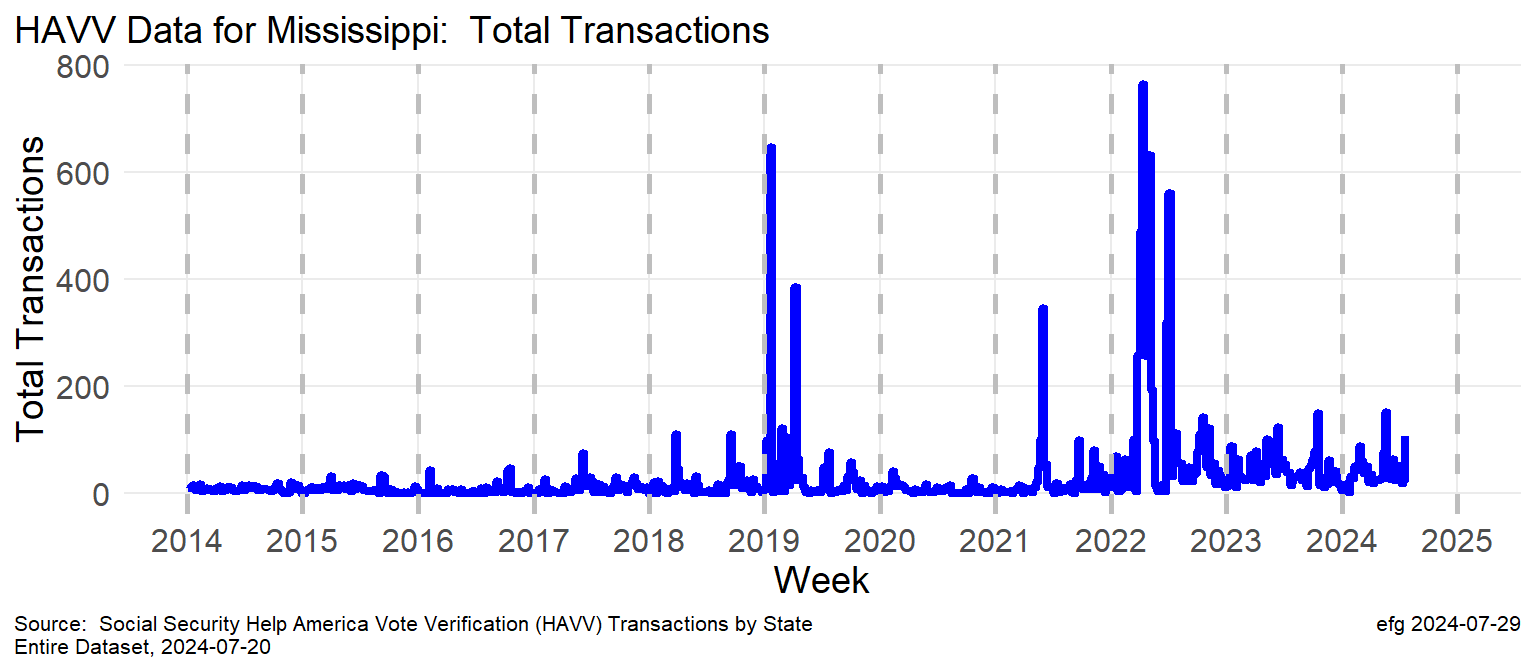 HAVV Data for Mississippi:  Total Transactions
800
600
400
200
0
Total Transactions
2014 2015 2016 2017 2018 2019 2020 2021 2022 2023 2024 2025
Week
Source:  Social Security Help America Vote Verification (HAVV) Transactions by State
Entire Dataset, 2024-07-20
efg 2024-07-29